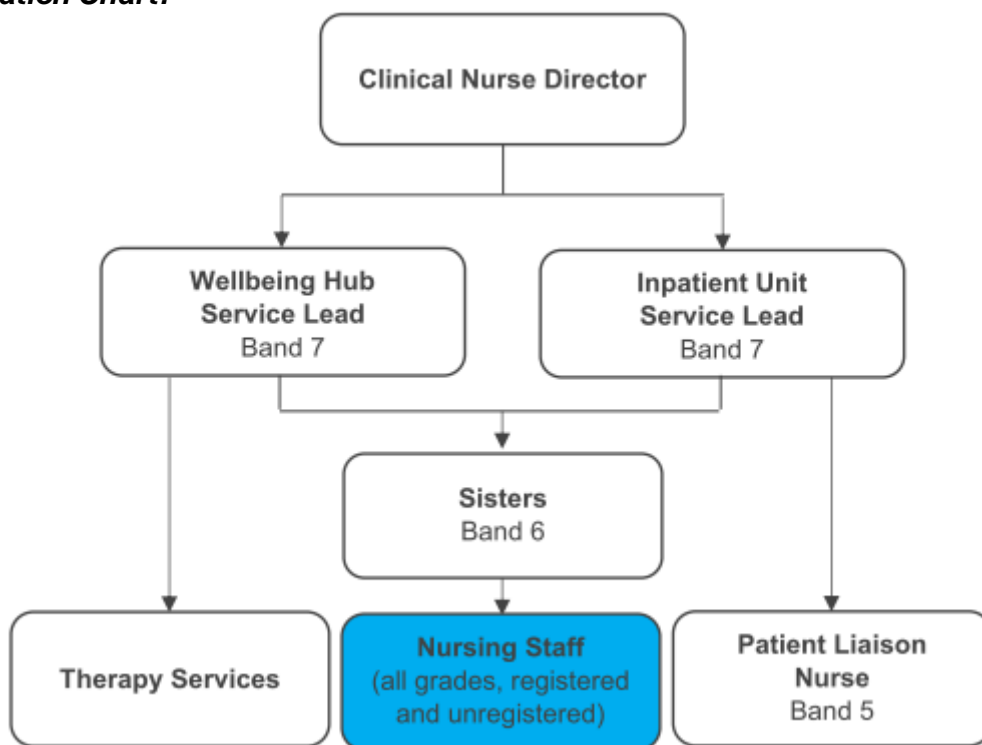 Clinical Nurse Director
Wellbeing Hub
Service Lead
Band 7
Inpatient Unit
Service Lead
Band 7
Sisters
Band 6
Therapy Services
Nursing Staff
(all grades, registered
and unregistered)
Patient Liaison
Nurse
Band 5